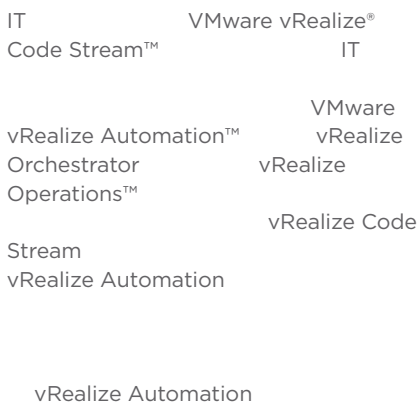 IT VMware vRealize®
Code Stream™ IT
VMware
vRealize Automation™ vRealize
Orchestrator vRealize
Operations™
vRealize Code
Stream
vRealize Automation
vRealize Automation